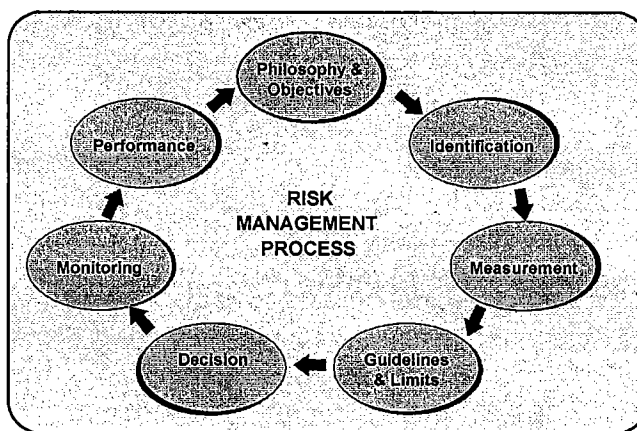 Philosophy &
Objectives
Identification
Measurement
Guidelines
& Limits
Decision
Monitoring
Performance
RISK
MANAGEMENT
PROCESS